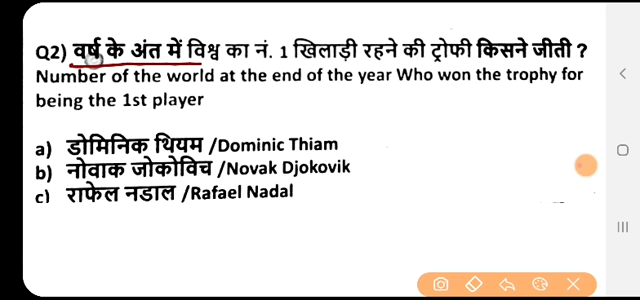 Q2) वर्ष के अंत में विश्व का नं. 1 खिलाड़ी रहने की ट्रोफी किसने जीती ?
Number of the world at the end of the year Who won the trophy for
being the 1st player
a) डोमिनिक थियम /Dominic Thiam
b) नोवाक जोकोविच /Novak Djokovik
c) राफेल नडाल /Rafael Nadal